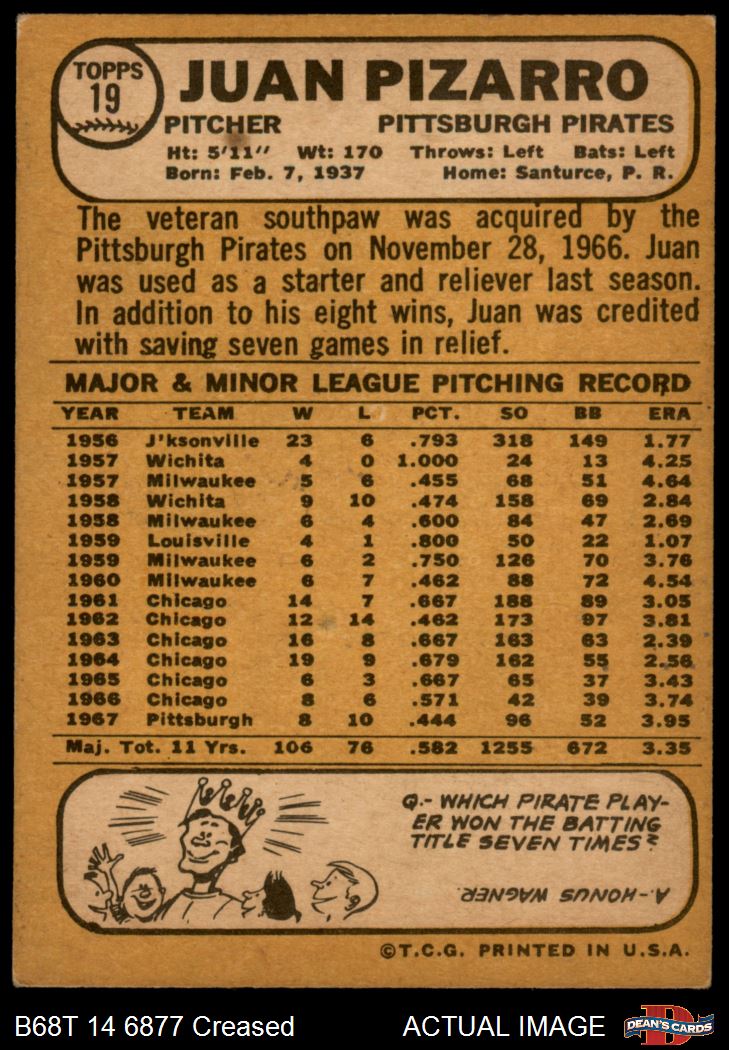 TOPPS
19
JUAN PIZARRO
PITCHER PITTSBURGH PIRATES
Ht: 5'11" Wt: 170 Throws: Left Bats: Left
Born: Feb. 7, 1937 Home: Santurce, P. R.
The veteran southpaw was acquired by the
Pittsburgh Pirates on November 28, 1966. Juan
was used as a starter and reliever last season.
In addition to his eight wins, Juan was credited
with saving seven games in relief.
MAJOR & MINOR LEAGUE PITCHING RECORD
YEAR TEAM W L PCT. SO BB ERA
1956 J'ksonville 23 6 .793 318 149 1.77
1957 Wichita 4 0 1.000 24 13 4.25
1957 Milwaukee 5 6 .455 68 51 4.64
1958 Wichita 9 10 .474 158 69 2.84
1958 Milwaukee 6 4 .600 84 47 2.69
1959 Louisville 4 1 .800 50 22 1.07
1959 Milwaukee 6 2 .750 126 70 3.76
1960 Milwaukee 6 7 .462 88 72 4.54
1961 Chicago 14 7 .667 188 89 3.05
1962 Chicago 12 14 .462 173 97 3.81
1963 Chicago 16 8 .667 163 63 2.39
1964 Chicago 19 9 .679 162 55 2.56
1965 Chicago 6 3 .667 65 37 3.43
1966 Chicago 8 6 .571 42 39 3.74
1967 Pittsburgh 8 10 .444 96 52 3.95
Maj. Tot. 11 Yrs. 106 76 .582 1255 672 3.35
Q.- WHICH PIRATE PLAY-
ER WON THE BATTING
TITLE SEVEN TIMES?
A.-HONUS WAGNER.
©T.C.G. PRINTED IN U.S.A.
B68T 14 6877 Creased ACTUAL IMAGE
D
DEAN'S CARDS